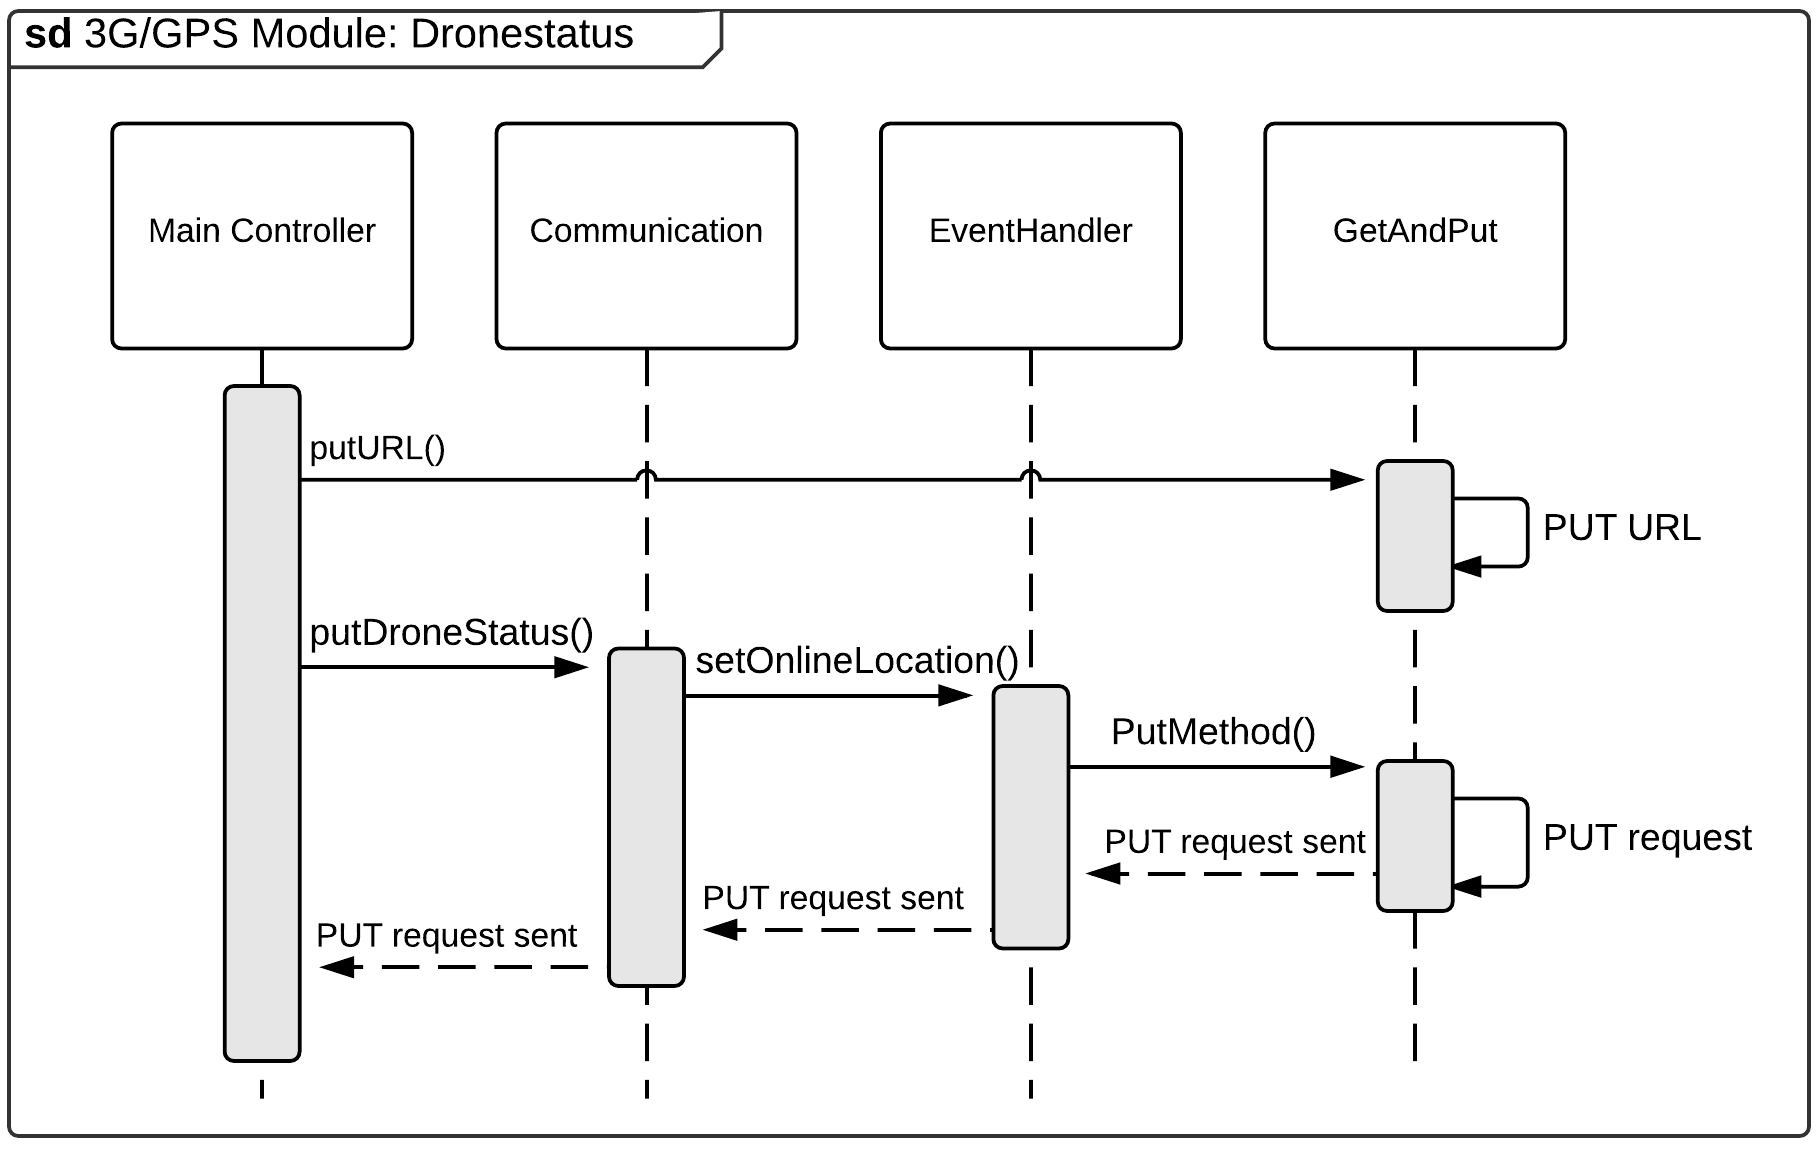 sd 3G/GPS Module: Dronestatus
Main Controller
Communication
EventHandler
GetAndPut
putURL()
PUT URL
putDroneStatus()
setOnlineLocation()
PutMethod()
PUT request
PUT request sent
PUT request sent
PUT request sent